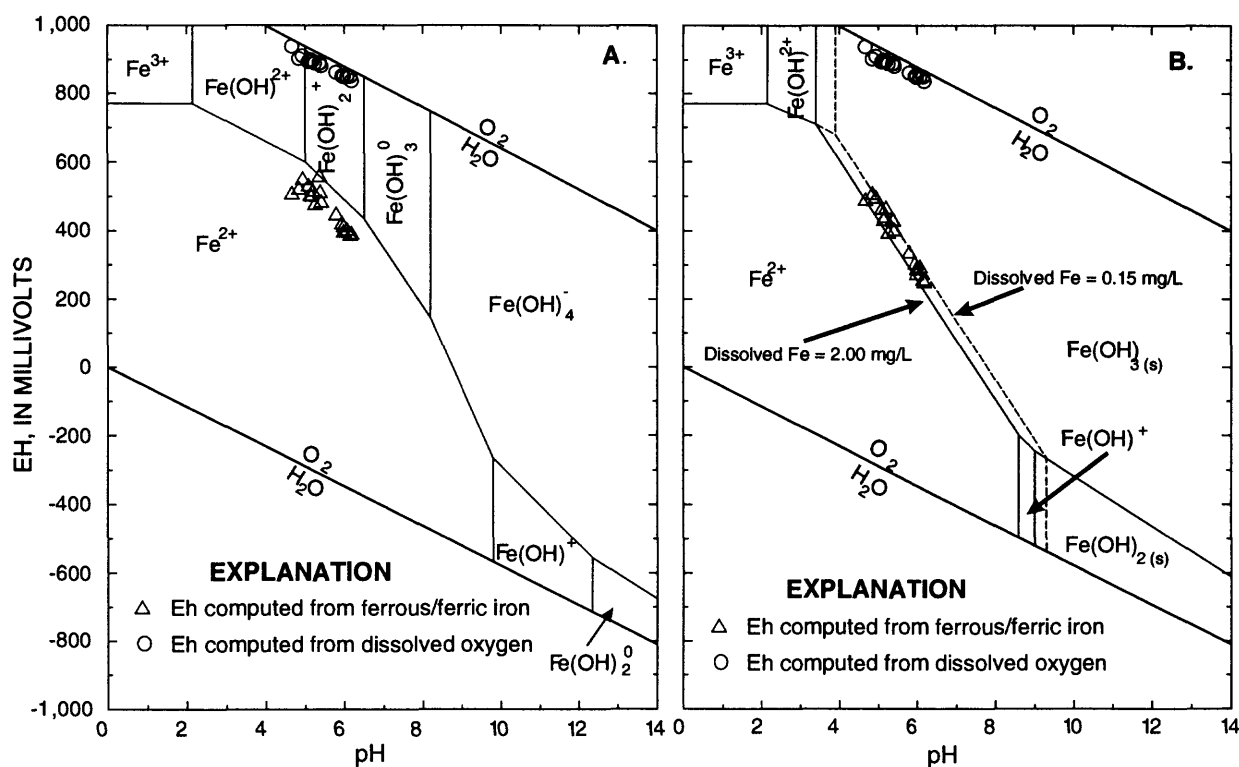 EH, IN MILLIVOLTS
1,000
800
600
400
200
0
-200
-400
-600
-800
-1,000
0 2 4 6 8 10 12 14
pH
A.
Fe³⁺
Fe(OH)²⁺
Fe(OH)₂⁺
Fe(OH)₃⁰
O₂
H₂O
Fe²⁺
Fe(OH)₄⁻
O₂
H₂O
Fe(OH)⁺
Fe(OH)₂⁰
EXPLANATION
Eh computed from ferrous/ferric iron
Eh computed from dissolved oxygen
B.
Fe³⁺
Fe(OH)²⁺
O₂
H₂O
Fe²⁺
Dissolved Fe = 0.15 mg/L
Dissolved Fe = 2.00 mg/L
Fe(OH)₃ (s)
Fe(OH)⁺
O₂
H₂O
Fe(OH)₂ (s)
EXPLANATION
Eh computed from ferrous/ferric iron
Eh computed from dissolved oxygen
0 2 4 6 8 10 12 14
pH